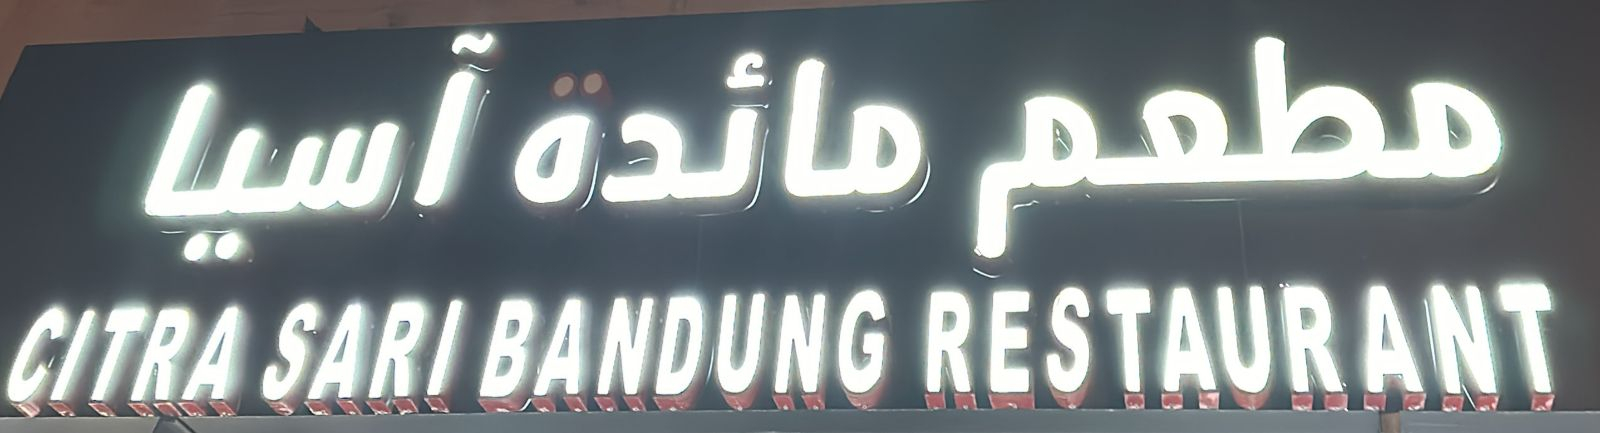 مطعم مائدة آسيا
CITRA SARI BANDUNG RESTAURANT